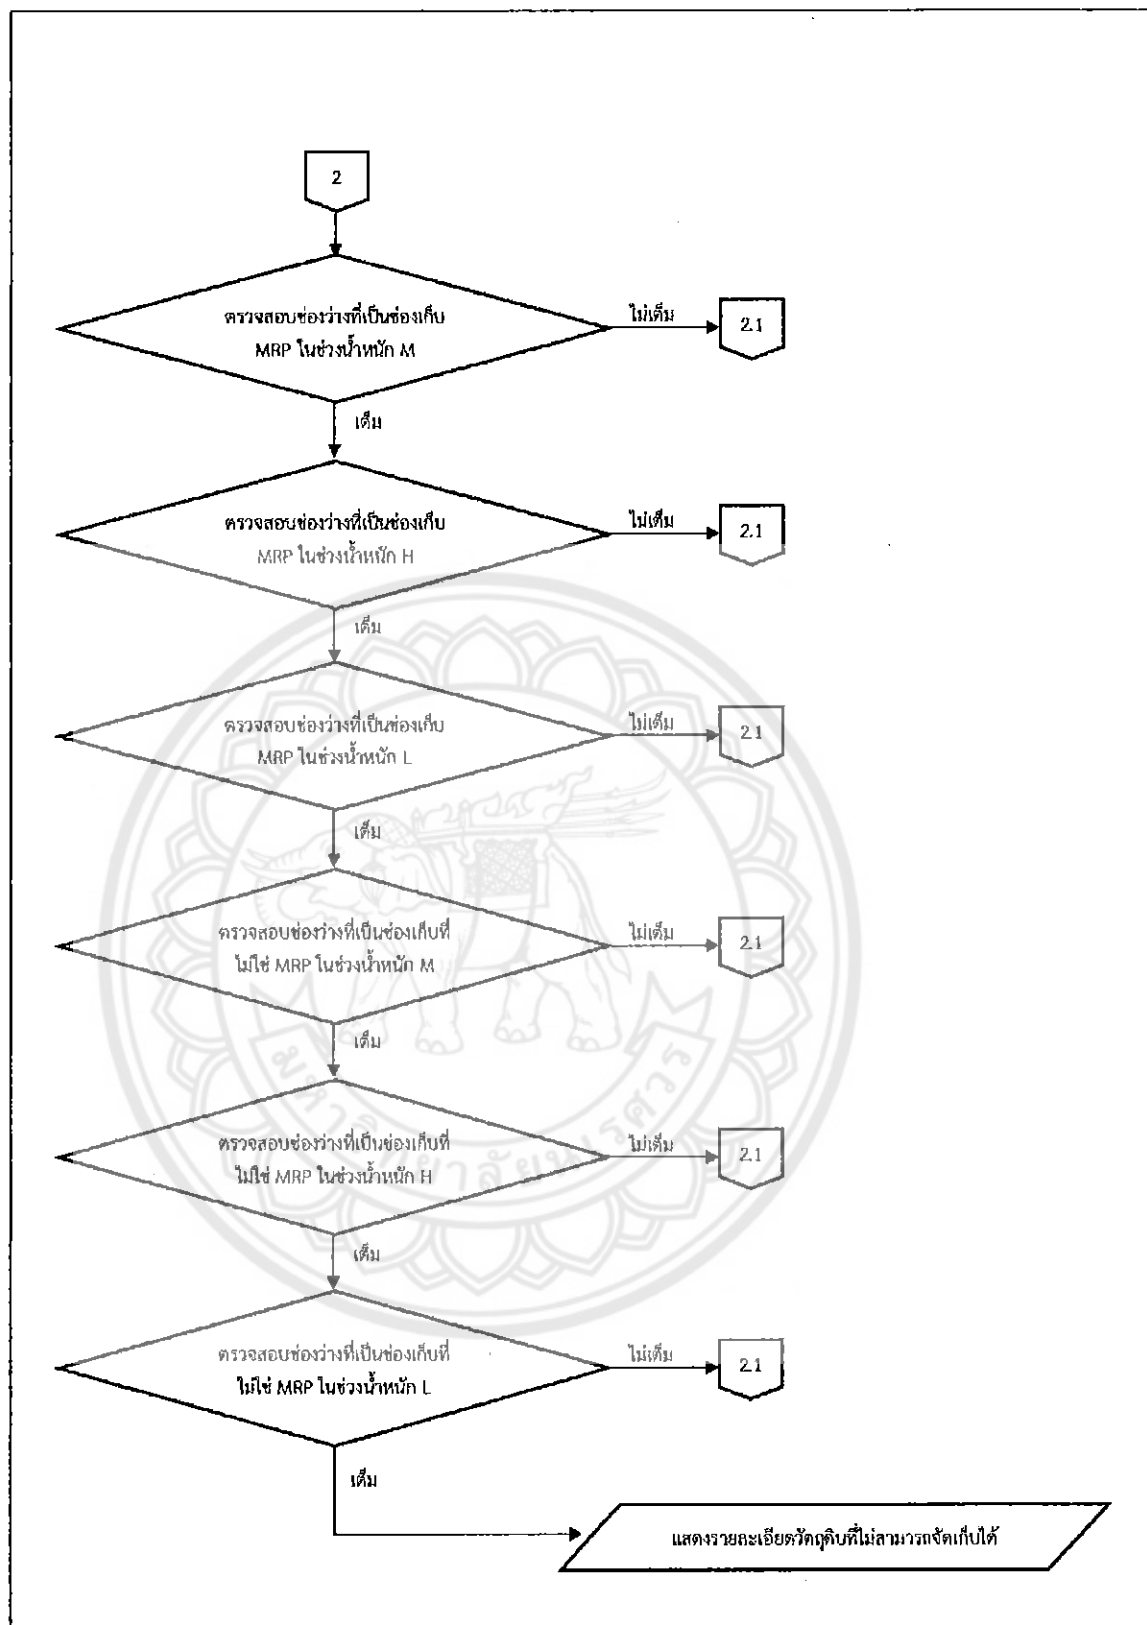 2
ตรวจสอบช่องว่างที่เป็นช่องเก็บ
MRP ในช่วงน้ำหนัก M
ไม่เต็ม
2.1
เต็ม
ตรวจสอบช่องว่างที่เป็นช่องเก็บ
MRP ในช่วงน้ำหนัก H
ไม่เต็ม
2.1
เต็ม
ตรวจสอบช่องว่างที่เป็นช่องเก็บ
MRP ในช่วงน้ำหนัก L
ไม่เต็ม
2.1
เต็ม
ตรวจสอบช่องว่างที่เป็นช่องเก็บที่
ไม่ใช่ MRP ในช่วงน้ำหนัก M
ไม่เต็ม
2.1
เต็ม
ตรวจสอบช่องว่างที่เป็นช่องเก็บที่
ไม่ใช่ MRP ในช่วงน้ำหนัก H
ไม่เต็ม
2.1
เต็ม
ตรวจสอบช่องว่างที่เป็นช่องเก็บที่
ไม่ใช่ MRP ในช่วงน้ำหนัก L
ไม่เต็ม
2.1
เต็ม
แสดงรายละเอียดวัตถุดิบที่ไม่สามารถจัดเก็บได้
มหาวิทยาลัยนเรศวร